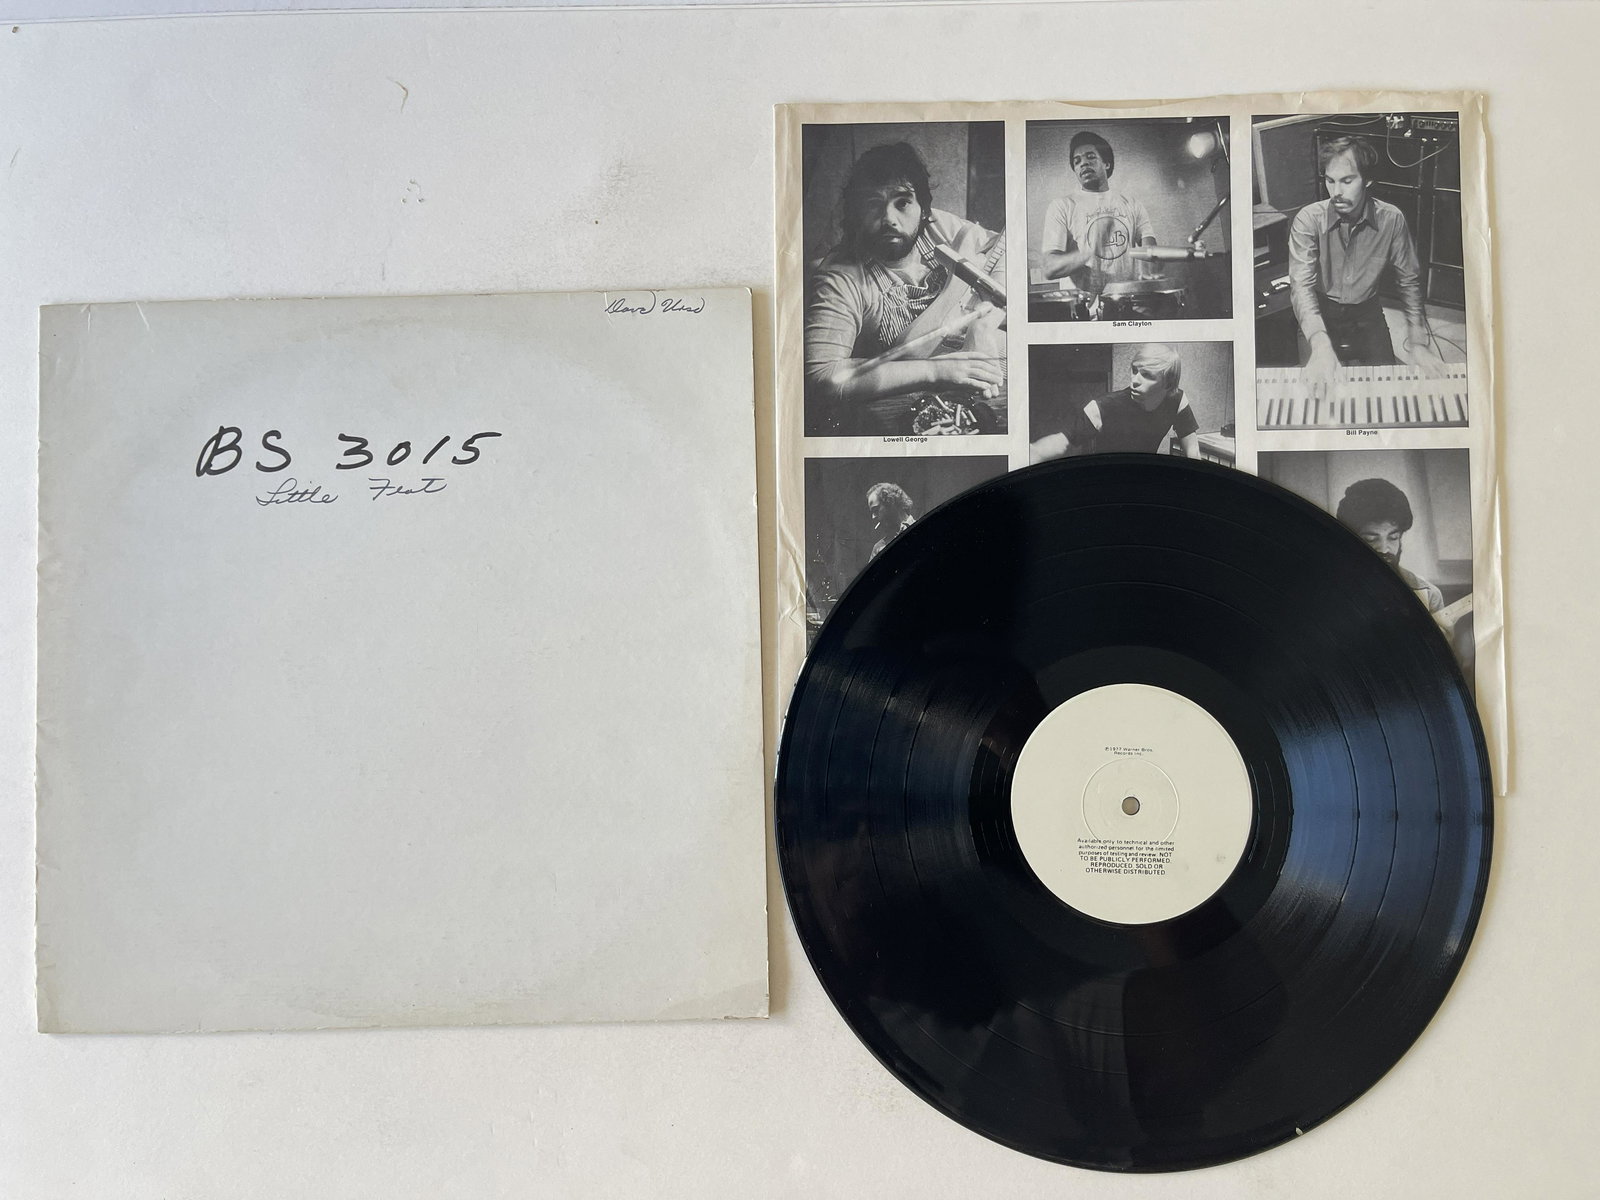 Dave Urso
BS 3015
Little Feat
Lowell George
Sam Clayton
Bill Payne
℗1977 Warner Bros.
Records Inc.
Available only to technical and other
authorized personnel for the limited
purposes of testing and review. NOT
TO BE PUBLICLY PERFORMED,
REPRODUCED, SOLD OR
OTHERWISE DISTRIBUTED.